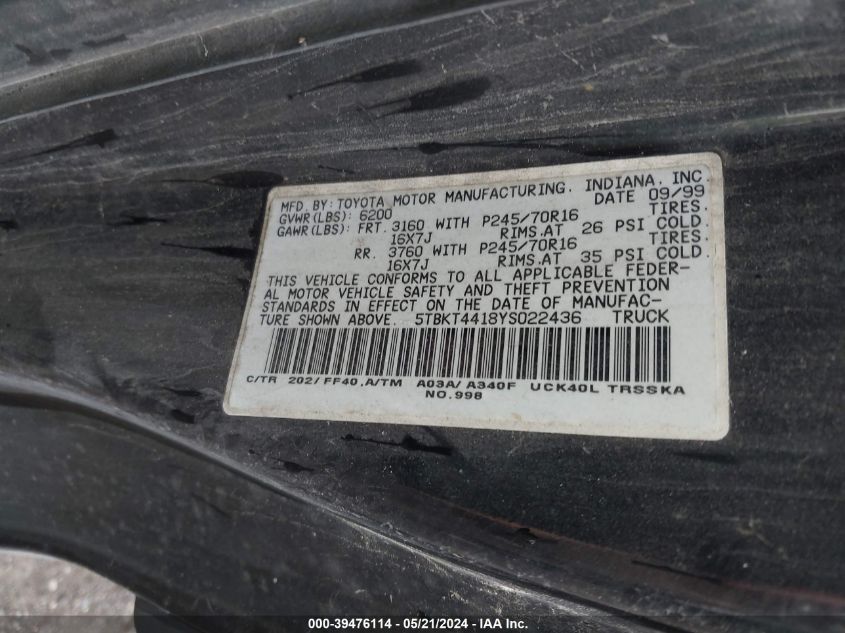 MFD.BY:TOYOTA MOTOR MANUFACTURING, INDIANA, INC.
GVWR(LBS): 6200 DATE 09/99
GAWR(LBS): FRT. 3160 WITH P245/70R16 TIRES,
16X7J RIMS,AT 26 PSI COLD.
RR. 3760 WITH P245/70R16 TIRES,
16X7J RIMS,AT 35 PSI COLD.
THIS VEHICLE CONFORMS TO ALL APPLICABLE FEDER-
AL MOTOR VEHICLE SAFETY AND THEFT PREVENTION
STANDARDS IN EFFECT ON THE DATE OF MANUFAC-
TURE SHOWN ABOVE. 5TBKT4418YS022436 TRUCK
C/TR 202/FF40,A/TM A03A/A340F UCK40L TRSSKA
NO.998
000-39476114 - 05/21/2024 - IAA Inc.